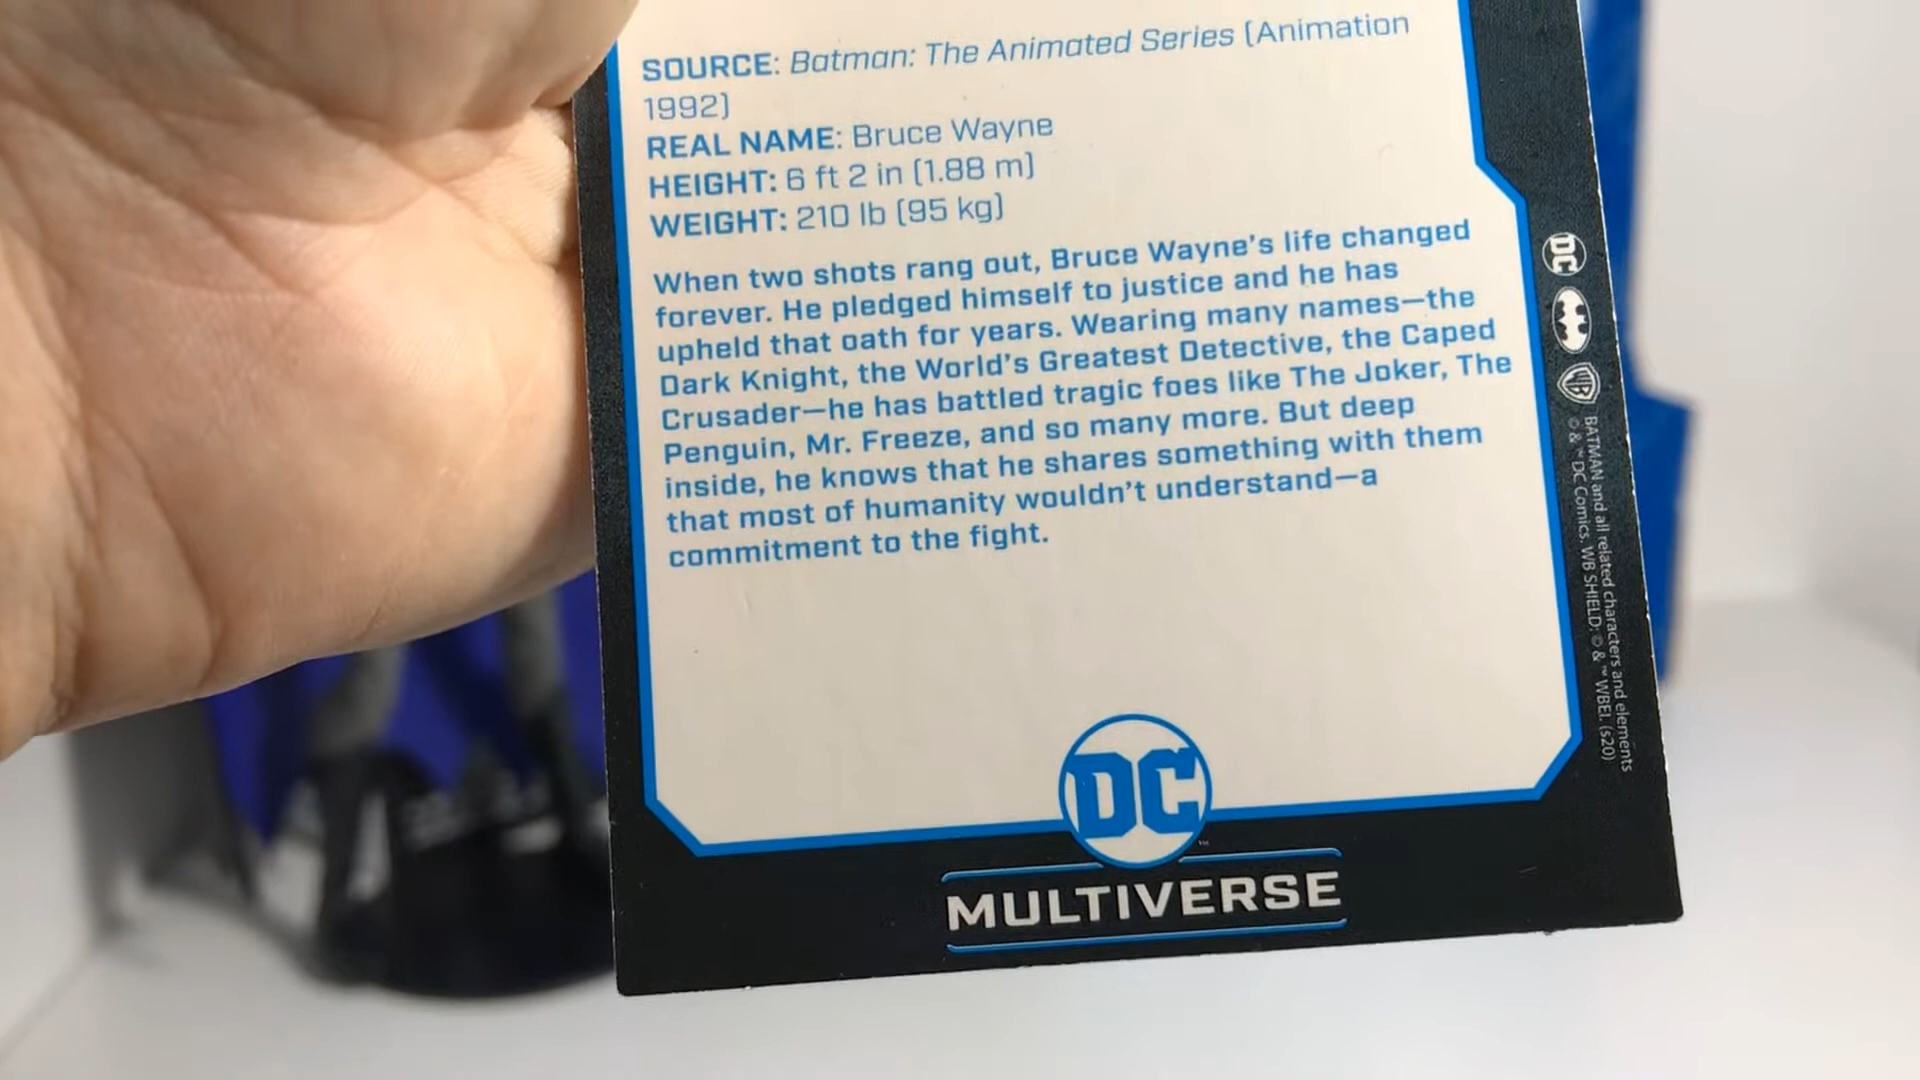 SOURCE: Batman: The Animated Series (Animation
1992)
REAL NAME: Bruce Wayne
HEIGHT: 6 ft 2 in (1.88 m)
WEIGHT: 210 lb (95 kg)
When two shots rang out, Bruce Wayne's life changed
forever. He pledged himself to justice and he has
upheld that oath for years. Wearing many names—the
Dark Knight, the World's Greatest Detective, the Caped
Crusader—he has battled tragic foes like The Joker, The
Penguin, Mr. Freeze, and so many more. But deep
inside, he knows that he shares something with them
that most of humanity wouldn't understand—a
commitment to the fight.
DC
™
MULTIVERSE
DC
WB
BATMAN and all related characters and elements
© & ™ DC Comics. WB SHIELD: © & ™ WBEI. (s20)